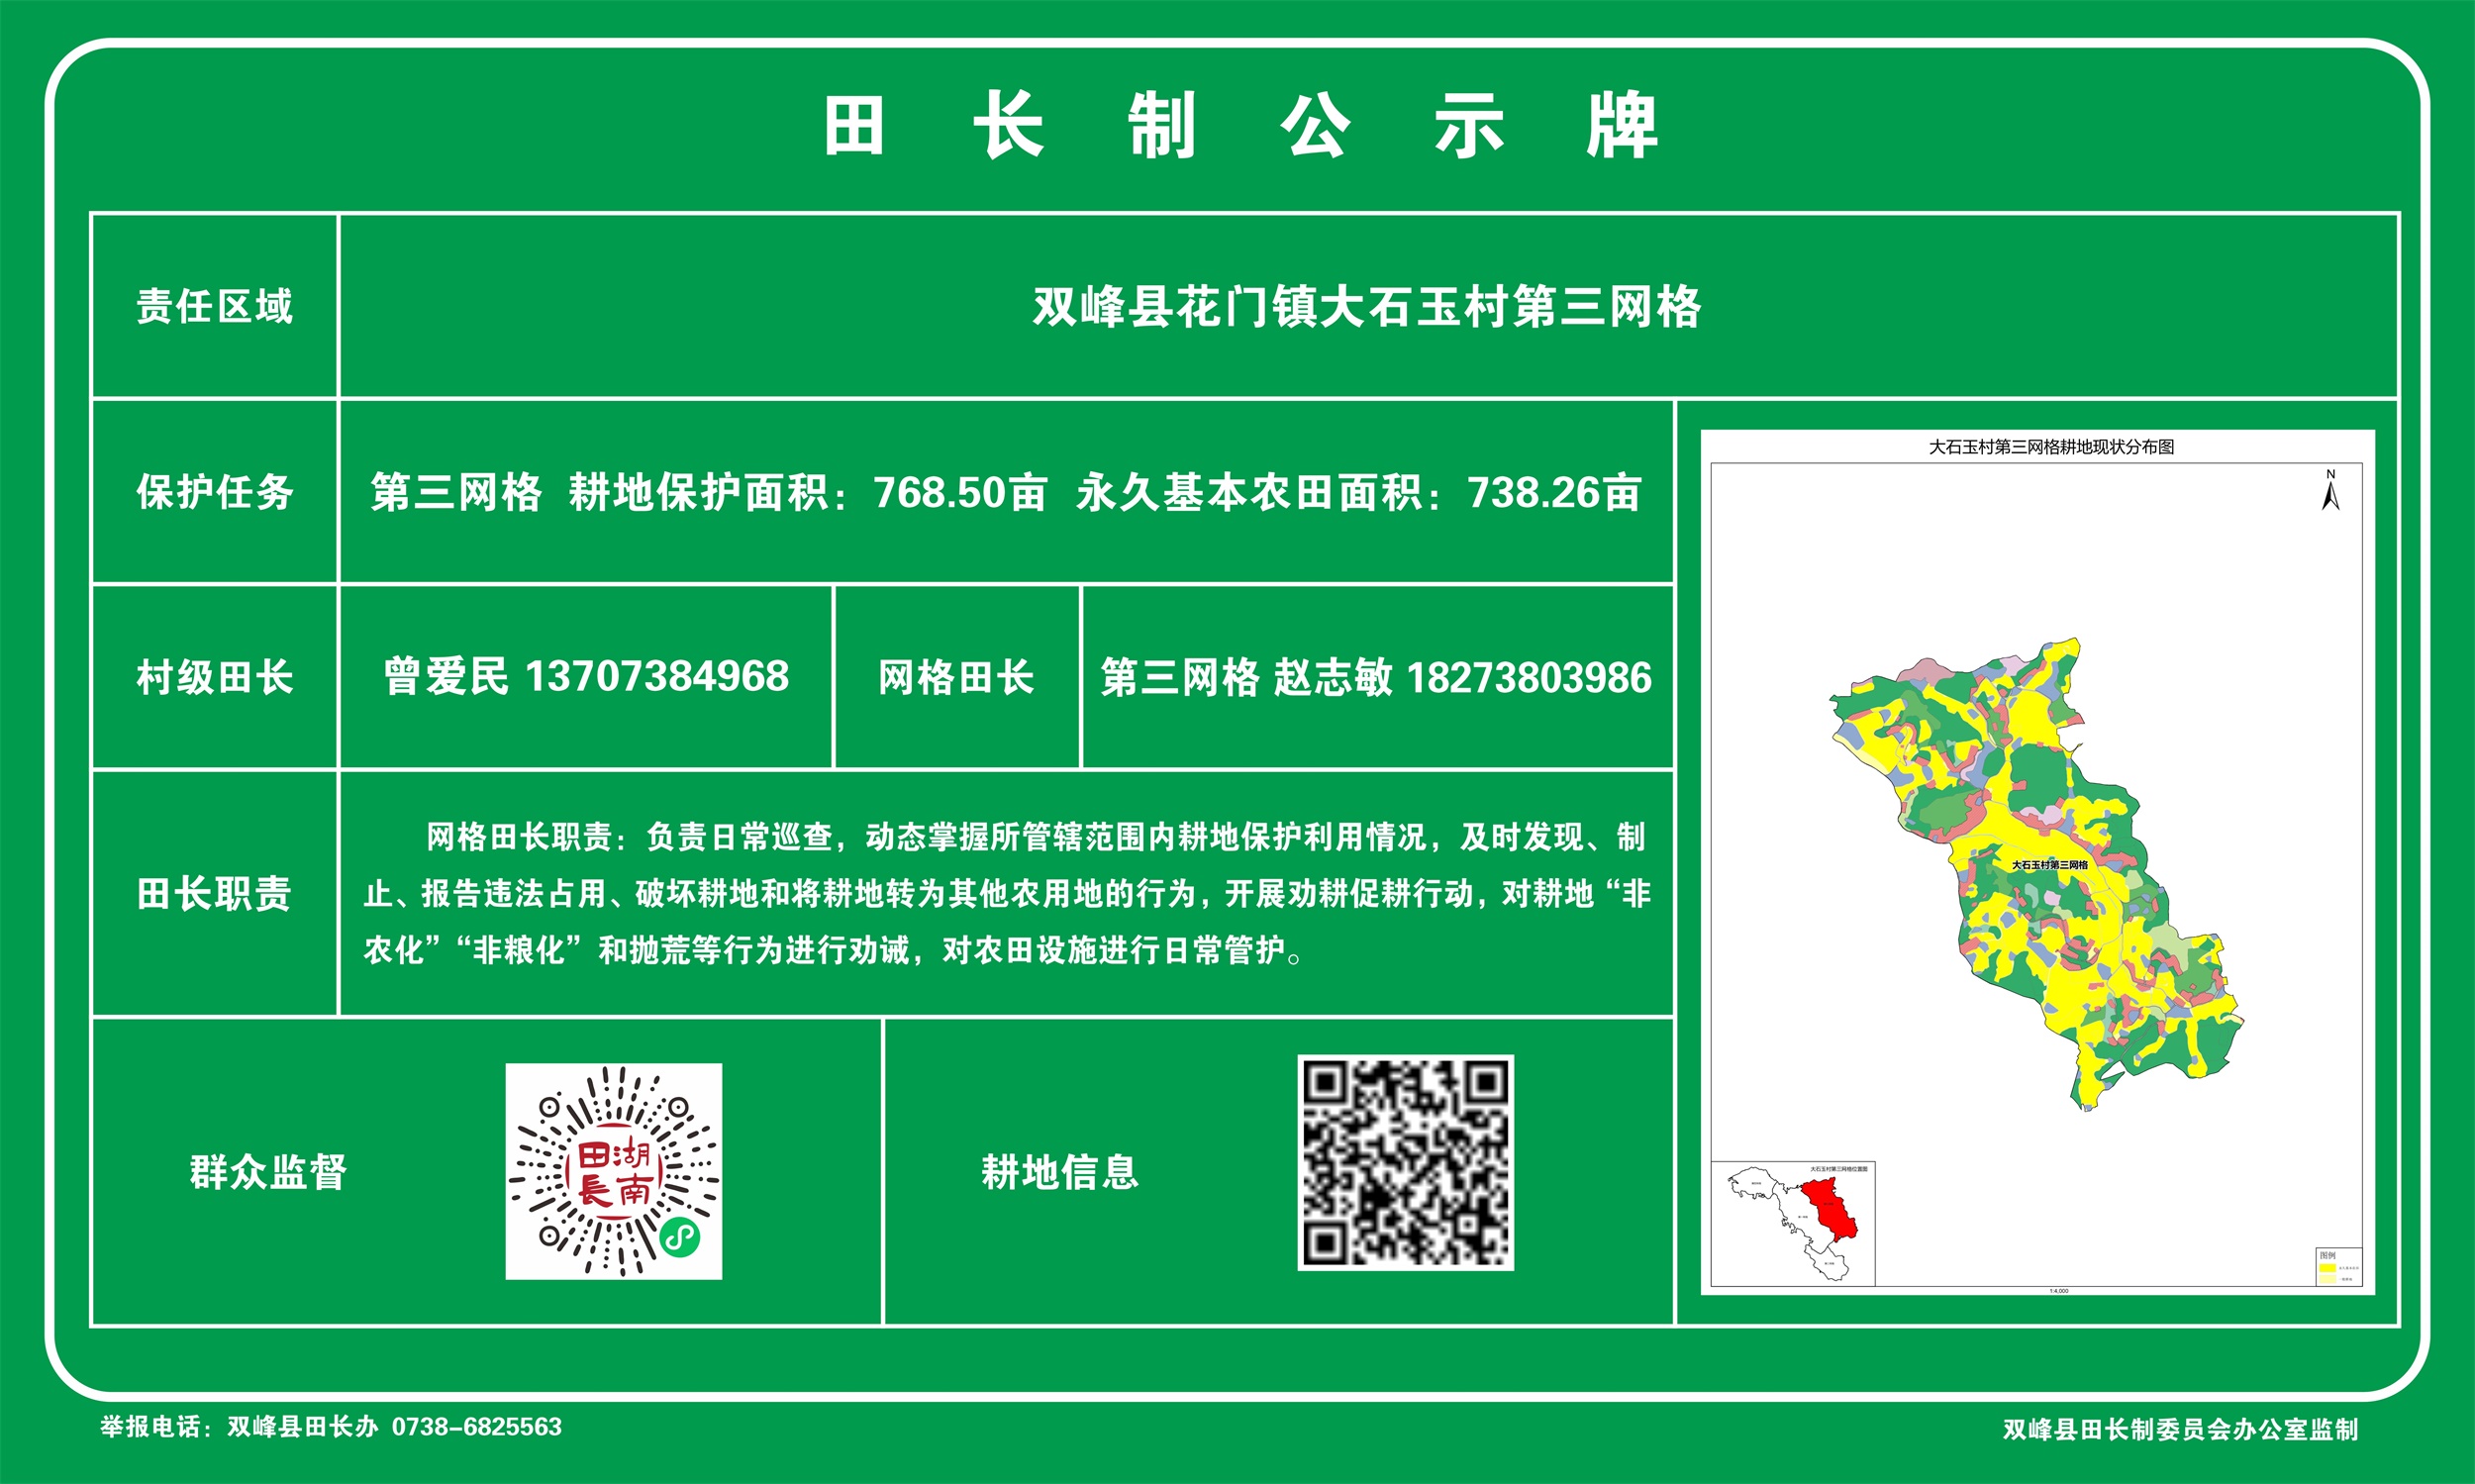 田长制公示牌
责任区域
双峰县花门镇大石玉村第三网格
保护任务
第三网格 耕地保护面积：768.50亩 永久基本农田面积：738.26亩
村级田长
曾爱民 13707384968
网格田长
第三网格 赵志敏 18273803986
田长职责
网格田长职责：负责日常巡查，动态掌握所管辖范围内耕地保护利用情况，及时发现、制
止、报告违法占用、破坏耕地和将耕地转为其他农用地的行为，开展劝耕促耕行动，对耕地“非
农化”“非粮化”和抛荒等行为进行劝诫，对农田设施进行日常管护。
群众监督
湖南田長
耕地信息
大石玉村第三网格耕地现状分布图
N
大石玉村第三网格
大石玉村第三网格位置图
图例
1:4,000
举报电话：双峰县田长办 0738-6825563
双峰县田长制委员会办公室监制